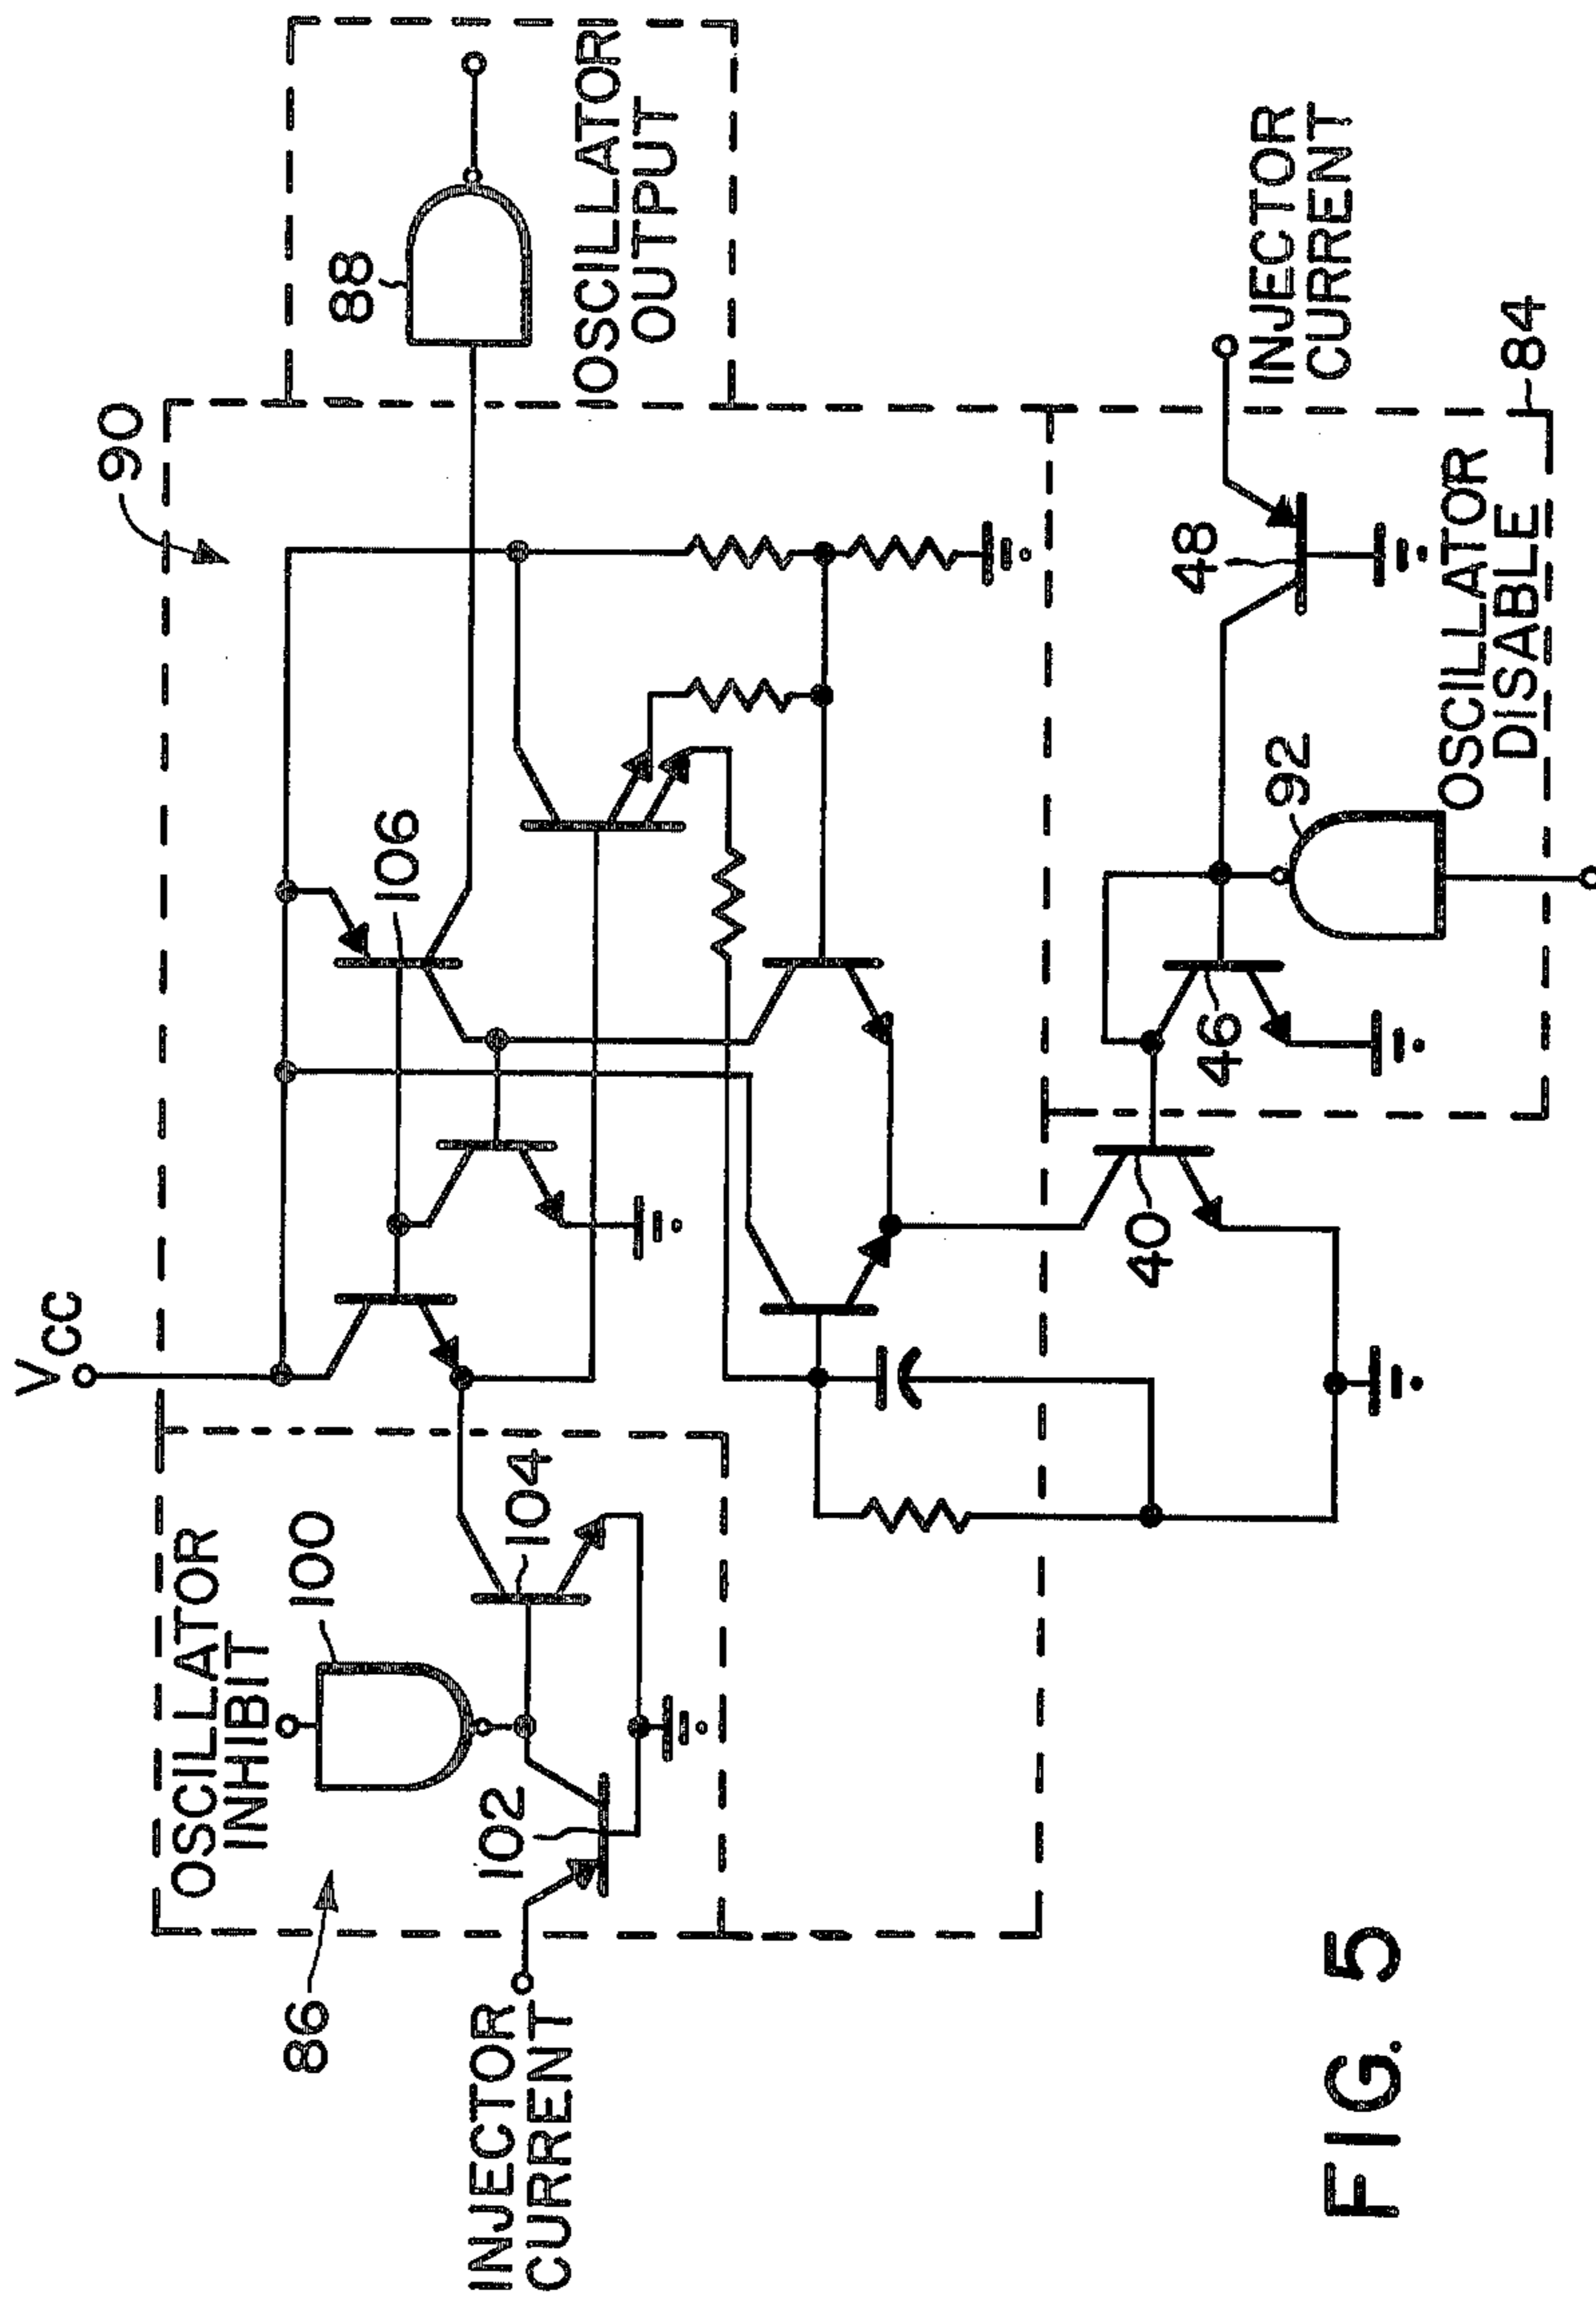 VCC
OSCILLATOR
INHIBIT
86
100
102
104
INJECTOR
CURRENT
90
106
88
OSCILLATOR
OUTPUT
40
46
48
92
OSCILLATOR
DISABLE
84
INJECTOR
CURRENT
FIG. 5